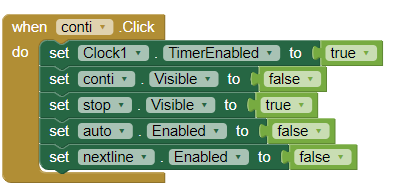 when conti .Click
do set Clock1 . TimerEnabled to true
set conti . Visible to false
set stop . Visible to true
set auto . Enabled to false
set nextline . Enabled to false